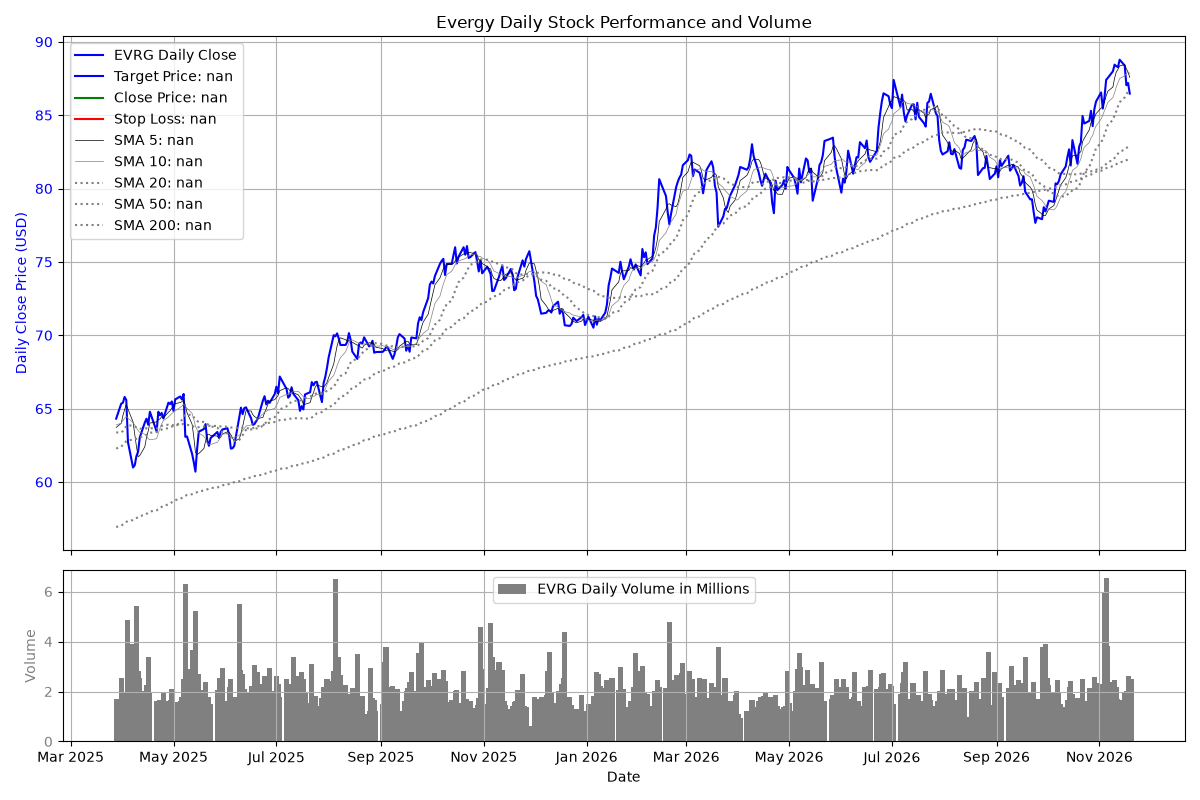 Evergy Daily Stock Performance and Volume
90
85
80
75
70
65
60
Daily Close Price (USD)
EVRG Daily Close
Target Price: nan
Close Price: nan
Stop Loss: nan
SMA 5: nan
SMA 10: nan
SMA 20: nan
SMA 50: nan
SMA 200: nan
6
4
2
0
Volume
EVRG Daily Volume in Millions
Mar 2025 May 2025 Jul 2025 Sep 2025 Nov 2025 Jan 2026 Mar 2026 May 2026 Jul 2026 Sep 2026 Nov 2026
Date